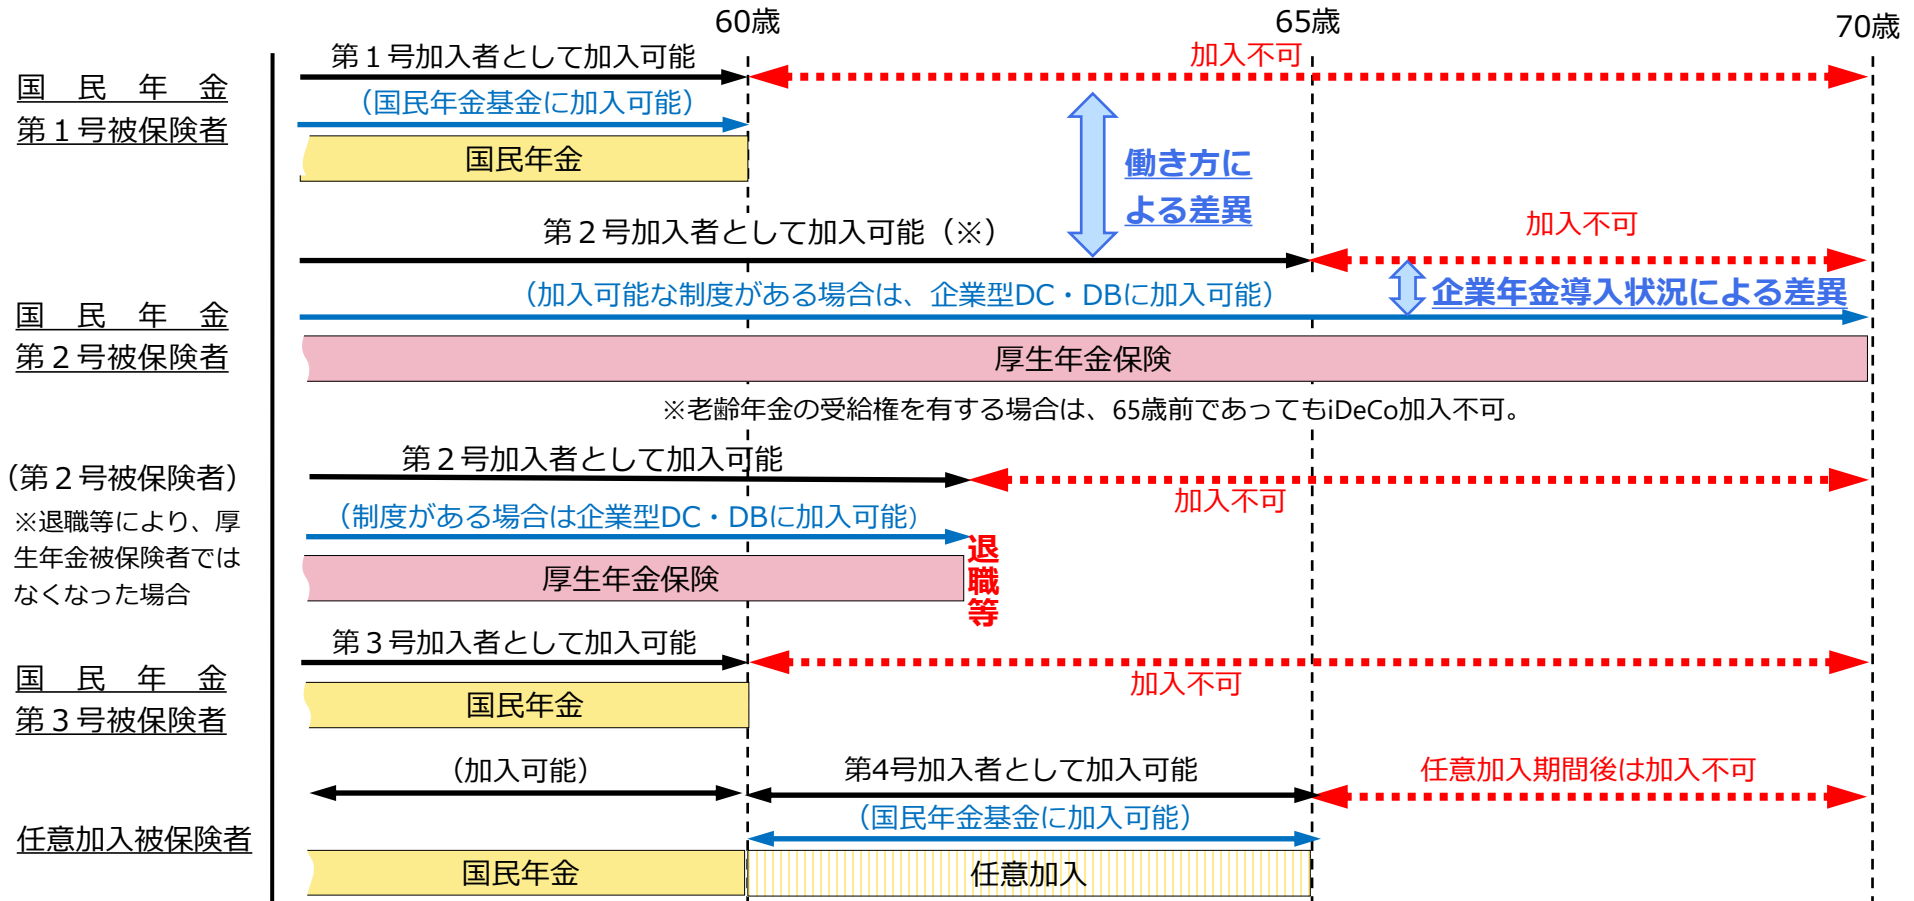 60歳
65歳
70歳
国民年金
第１号被保険者
第１号加入者として加入可能
加入不可
（国民年金基金に加入可能）
国民年金
働き方に
よる差異
国民年金
第２号被保険者
第２号加入者として加入可能（※）
加入不可
（加入可能な制度がある場合は、企業型DC・DBに加入可能）
企業年金導入状況による差異
厚生年金保険
※老齢年金の受給権を有する場合は、65歳前であってもiDeCo加入不可。
（第２号被保険者）
※退職等により、厚
生年金被保険者では
なくなった場合
第２号加入者として加入可能
加入不可
（制度がある場合は企業型DC・DBに加入可能）
退職等
厚生年金保険
国民年金
第３号被保険者
第３号加入者として加入可能
加入不可
国民年金
任意加入被保険者
（加入可能）
第4号加入者として加入可能
任意加入期間後は加入不可
（国民年金基金に加入可能）
国民年金
任意加入